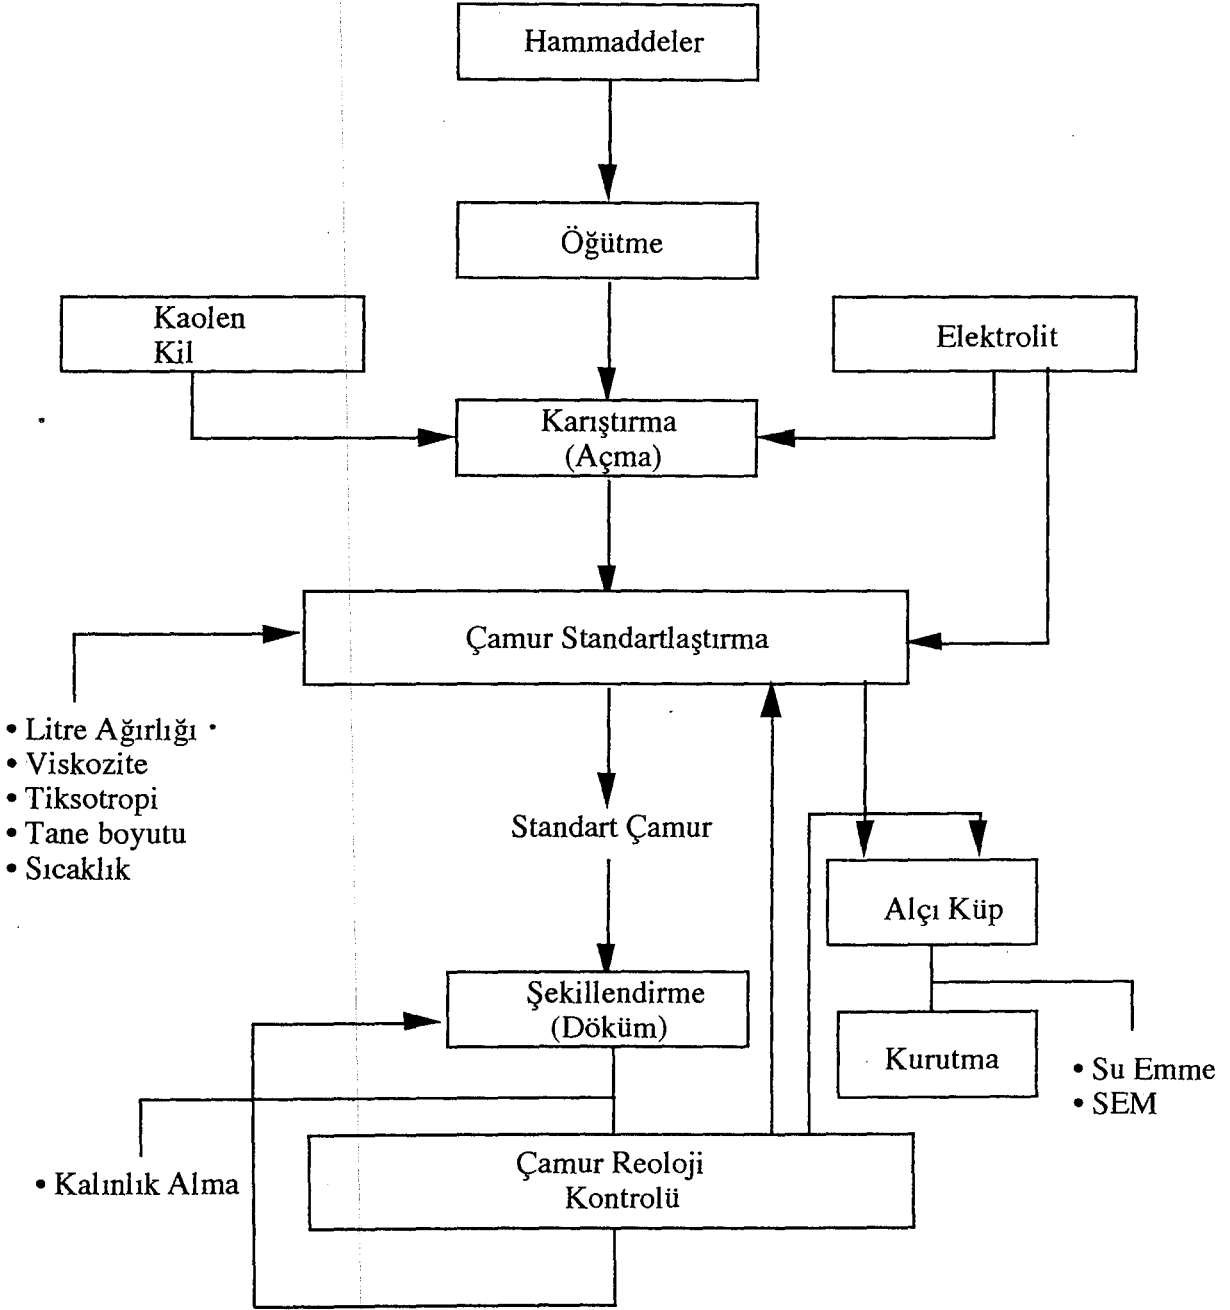 Hammaddeler
Öğütme
Kaolen
Kil
Elektrolit
Karıştırma
(Açma)
Çamur Standartlaştırma
• Litre Ağırlığı
• Viskozite
• Tiksotropi
• Tane boyutu
• Sıcaklık
Standart Çamur
Alçı Küp
Şekillendirme
(Döküm)
Kurutma
• Su Emme
• SEM
• Kalınlık Alma
Çamur Reoloji
Kontrolü